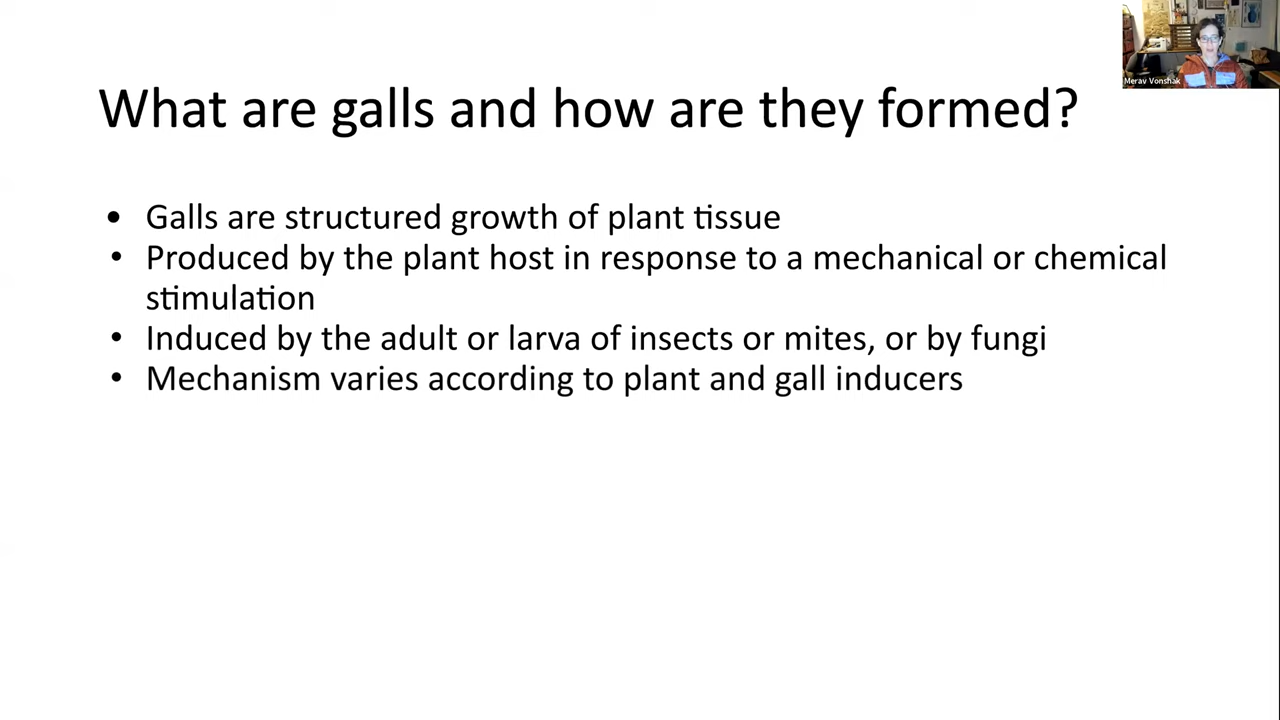 Merav Vonshak
What are galls and how are they formed?
• Galls are structured growth of plant tissue
• Produced by the plant host in response to a mechanical or chemical
stimulation
• Induced by the adult or larva of insects or mites, or by fungi
• Mechanism varies according to plant and gall inducers